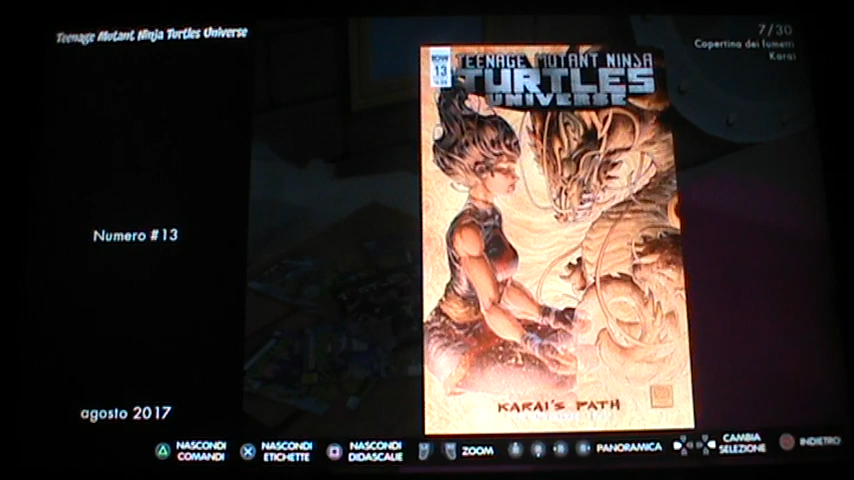 Teenage Mutant Ninja Turtles Universe
7/30
Copertina dei fumetti
Karai
IDW
13
TEENAGE MUTANT NINJA
TURTLES
UNIVERSE
Numero #13
KARAI'S PATH
agosto 2017
NASCONDI
COMANDI
NASCONDI
ETICHETTE
NASCONDI
DIDASCALIE
ZOOM
PANORAMICA
CAMBIA
SELEZIONE
INDIETRO